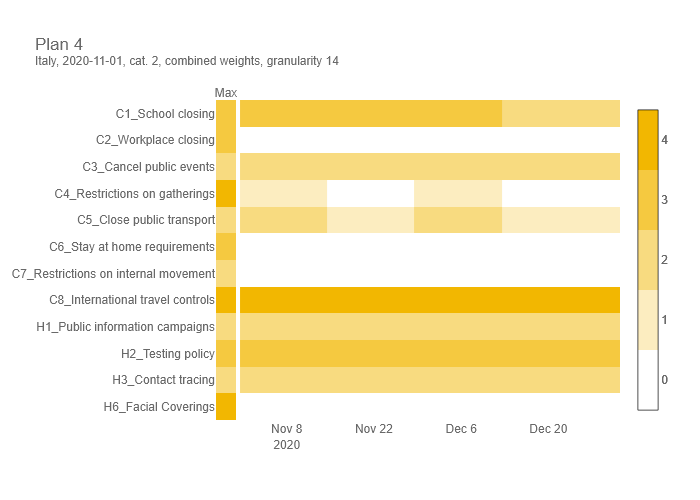 Plan 4
Italy, 2020-11-01, cat. 2, combined weights, granularity 14
Max
C1_School closing
C2_Workplace closing
C3_Cancel public events
C4_Restrictions on gatherings
C5_Close public transport
C6_Stay at home requirements
C7_Restrictions on internal movement
C8_International travel controls
H1_Public information campaigns
H2_Testing policy
H3_Contact tracing
H6_Facial Coverings
Nov 8 Nov 22 Dec 6 Dec 20
2020
4
3
2
1
0